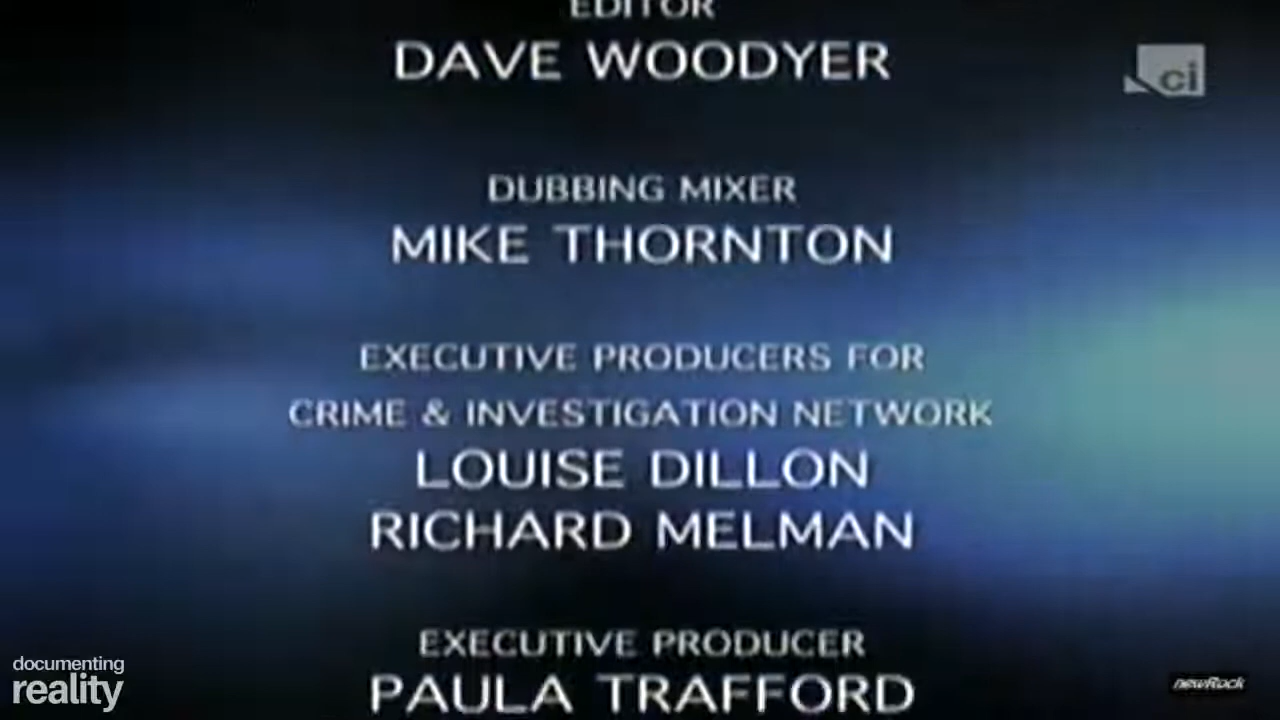 EDITOR
DAVE WOODYER
ci
DUBBING MIXER
MIKE THORNTON
EXECUTIVE PRODUCERS FOR
CRIME & INVESTIGATION NETWORK
LOUISE DILLON
RICHARD MELMAN
EXECUTIVE PRODUCER
PAULA TRAFFORD
documenting
reality
newRock